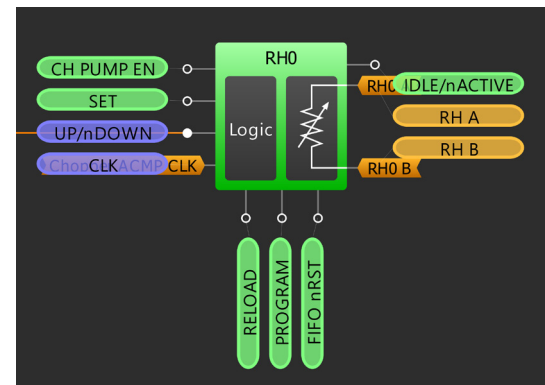 RH0
CH PUMP EN
SET
UP/nDOWN
CLK
CLK
Logic
IDLE/nACTIVE
RH A
RH B
RH0 B
RELOAD
PROGRAM
FIFO nRST